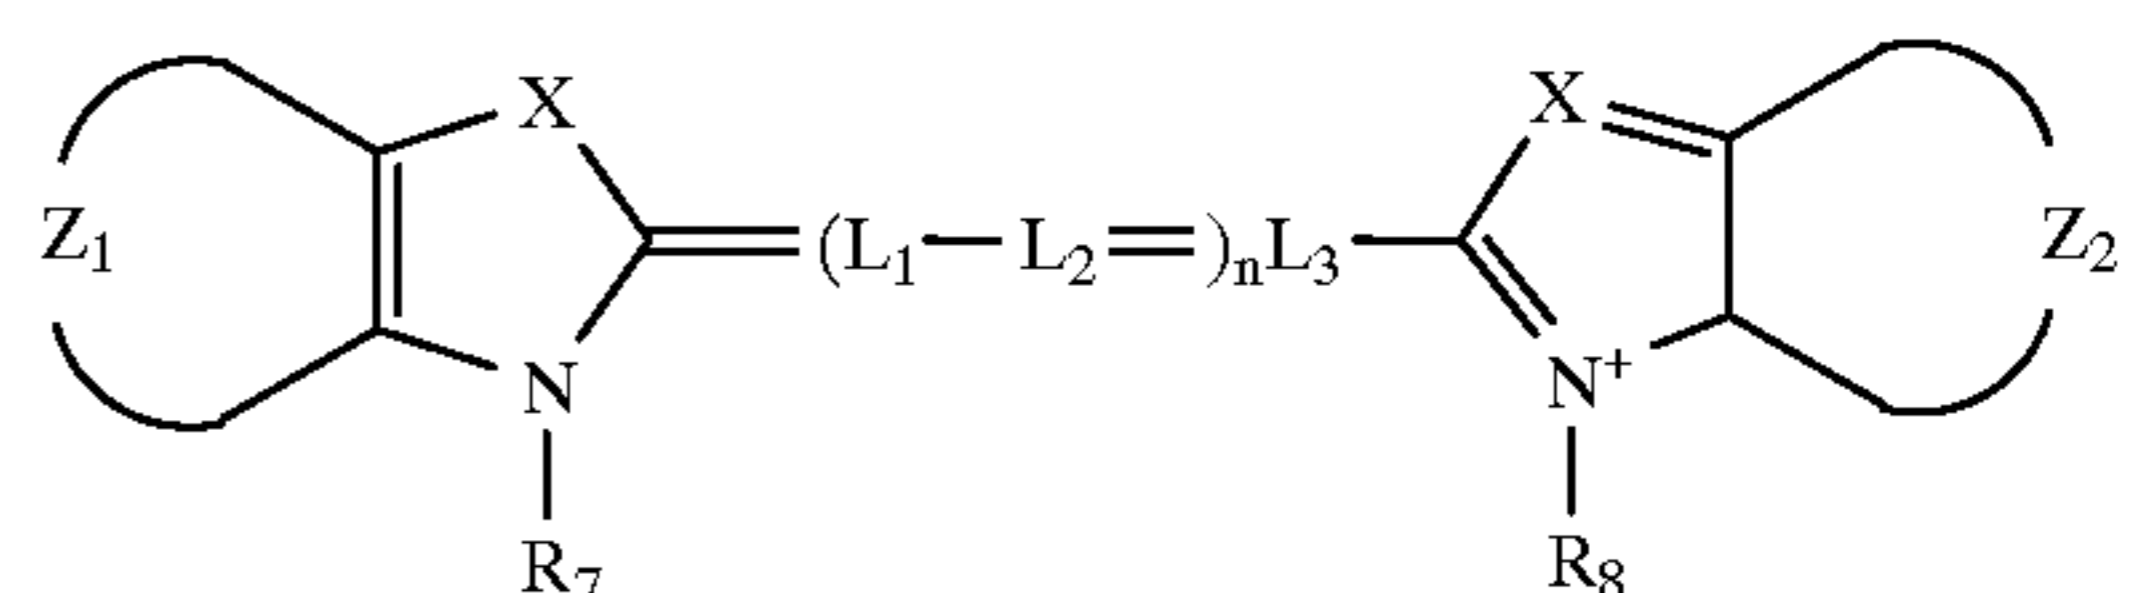 X X
Z1 =(L1—L2=)nL3— Z2
N N+
R7 R8